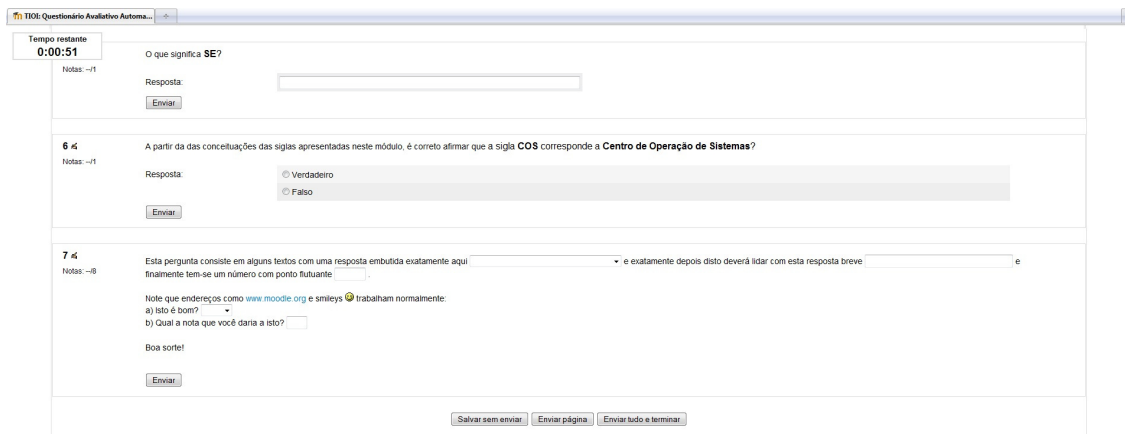 TIOI: Questionário Avaliativo Automa...
Tempo restante
0:00:51
Notas: --/1
O que significa SE?
Resposta:
Enviar
6
Notas: --/1
A partir da das conceituações das siglas apresentadas neste módulo, é correto afirmar que a sigla COS corresponde a Centro de Operação de Sistemas?
Resposta:
Verdadeiro
Falso
Enviar
7
Notas: --/8
Esta pergunta consiste em alguns textos com uma resposta embutida exatamente aqui e exatamente depois disto deverá lidar com esta resposta breve e
finalmente tem-se um número com ponto flutuante .
Note que endereços como www.moodle.org e smileys trabalham normalmente:
a) Isto é bom?
b) Qual a nota que você daria a isto?
Boa sorte!
Enviar
Salvar sem enviar Enviar página Enviar tudo e terminar